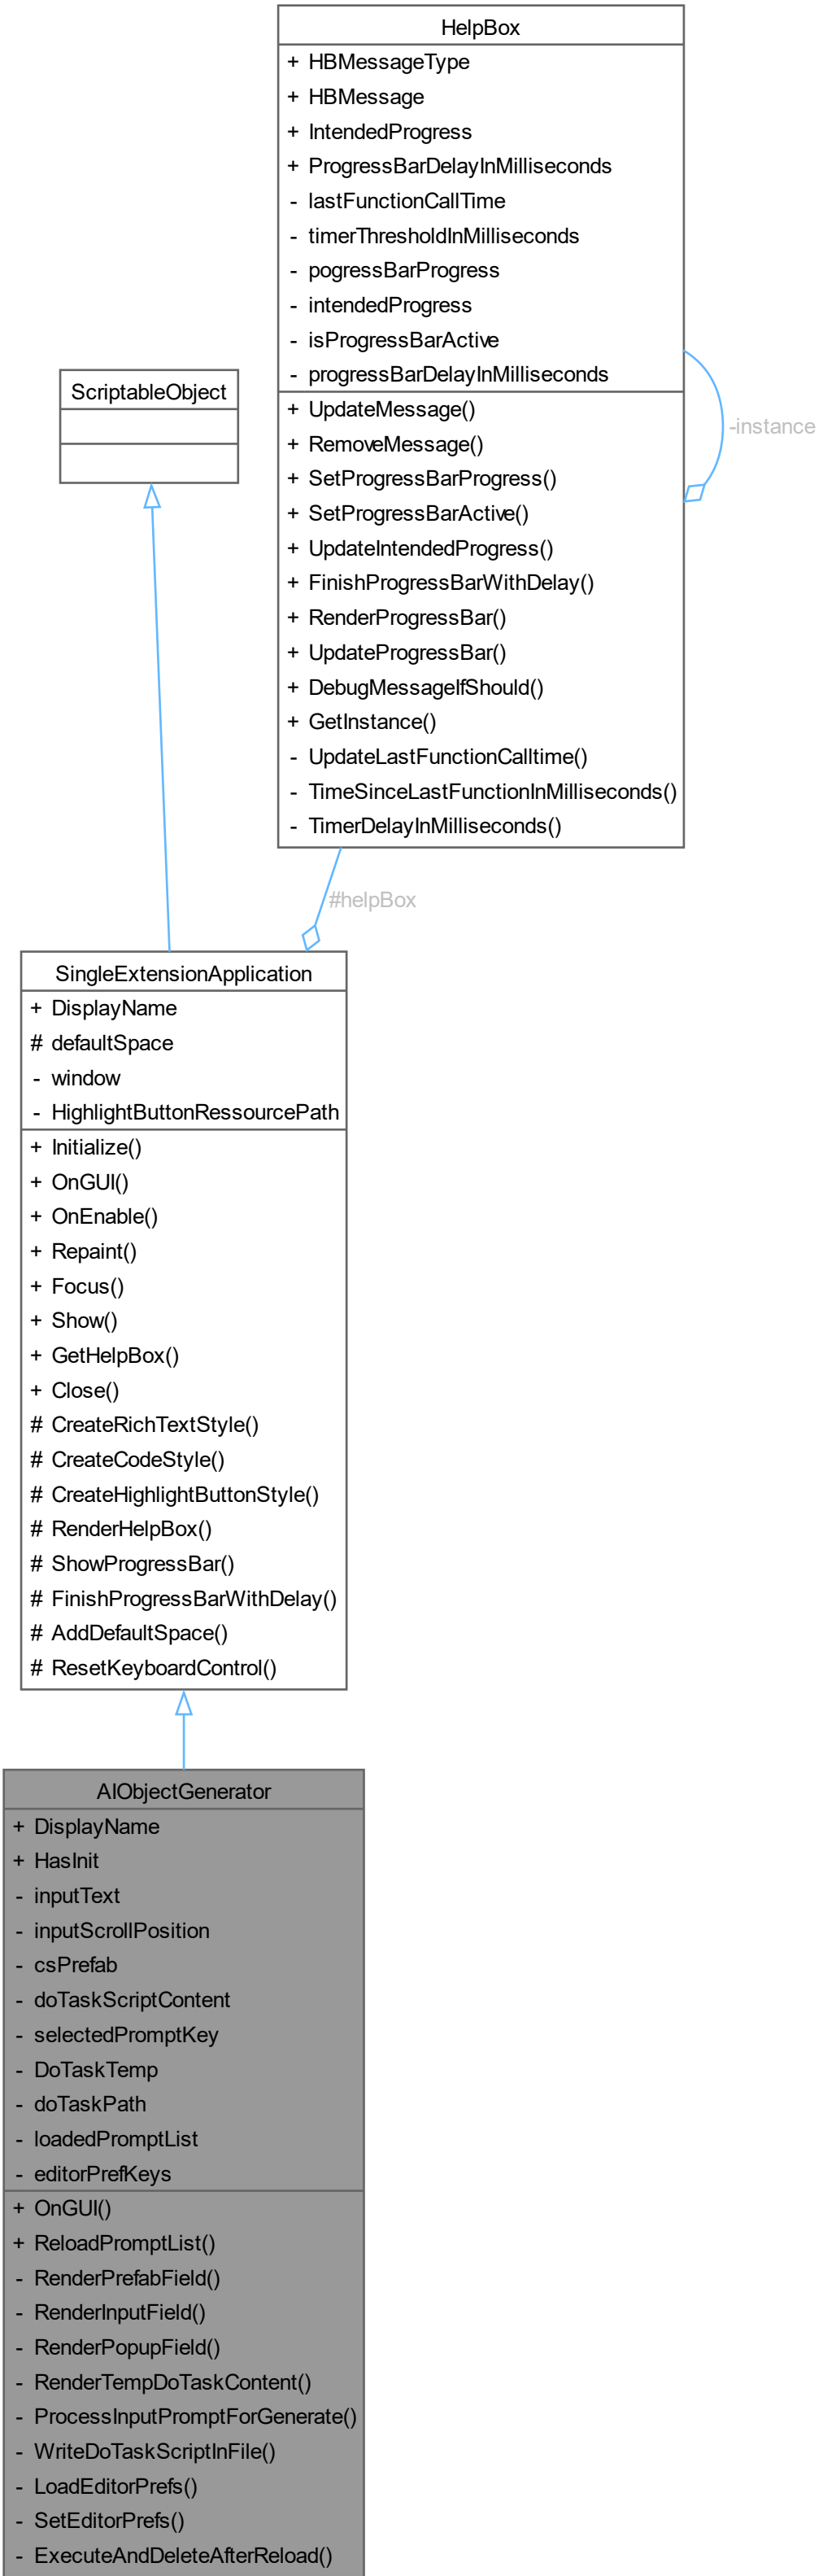 HelpBox
+ HBMessageType
+ HBMessage
+ IntendedProgress
+ ProgressBarDelayInMilliseconds
- lastFunctionCallTime
- timerThresholdInMilliseconds
- pogressBarProgress
- intendedProgress
- isProgressBarActive
- progressBarDelayInMilliseconds
+ UpdateMessage()
+ RemoveMessage()
+ SetProgressBarProgress()
+ SetProgressBarActive()
+ UpdateIntendedProgress()
+ FinishProgressBarWithDelay()
+ RenderProgressBar()
+ UpdateProgressBar()
+ DebugMessageIfShould()
+ GetInstance()
- UpdateLastFunctionCalltime()
- TimeSinceLastFunctionInMilliseconds()
- TimerDelayInMilliseconds()
-instance
ScriptableObject
#helpBox
SingleExtensionApplication
+ DisplayName
# defaultSpace
- window
- HighlightButtonRessourcePath
+ Initialize()
+ OnGUI()
+ OnEnable()
+ Repaint()
+ Focus()
+ Show()
+ GetHelpBox()
+ Close()
# CreateRichTextStyle()
# CreateCodeStyle()
# CreateHighlightButtonStyle()
# RenderHelpBox()
# ShowProgressBar()
# FinishProgressBarWithDelay()
# AddDefaultSpace()
# ResetKeyboardControl()
AIObjectGenerator
+ DisplayName
+ HasInit
- inputText
- inputScrollPosition
- csPrefab
- doTaskScriptContent
- selectedPromptKey
- DoTaskTemp
- doTaskPath
- loadedPromptList
- editorPrefKeys
+ OnGUI()
+ ReloadPromptList()
- RenderPrefabField()
- RenderInputField()
- RenderPopupField()
- RenderTempDoTaskContent()
- ProcessInputPromptForGenerate()
- WriteDoTaskScriptInFile()
- LoadEditorPrefs()
- SetEditorPrefs()
- ExecuteAndDeleteAfterReload()